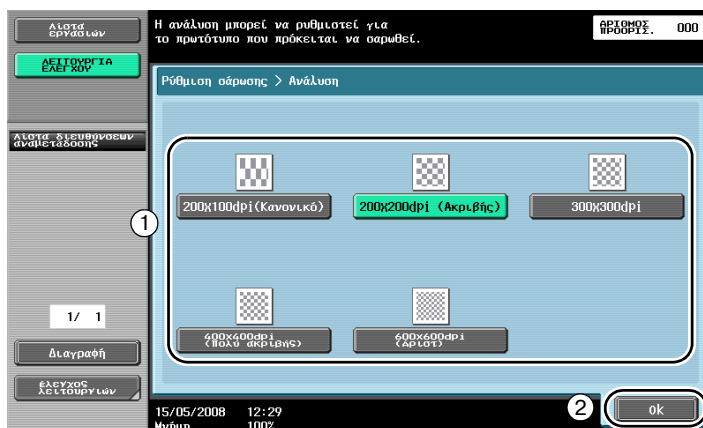 Λίστα
εργασιών
Η ανάλυση μπορεί να ρυθμιστεί για
το πρωτότυπο που πρόκειται να σαρωθεί.
ΑΡΙΘΜΟΣ
ΠΡΟΟΡΙΣ.
000
ΛΕΙΤΟΥΡΓΙΑ
ΕΛΕΓΧΟΥ
Ρύθμιση σάρωσης > Ανάλυση
Λίστα διευθύνσεων
αναμετάδοσης
200X100dpi(Κανονικό)
200X200dpi (Ακριβής)
300X300dpi
1
400X400dpi
(Πολύ ακριβής)
600X600dpi
(Άριστ)
1/ 1
Διαγραφή
έλεγχος
λειτουργιών
2
Ok
15/05/2008 12:29
Μνήμη 100%